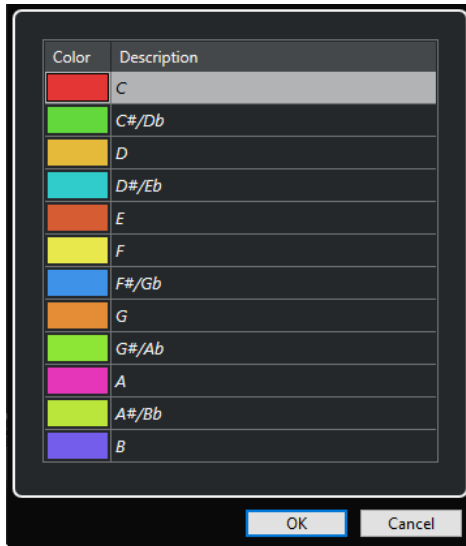 Color Description
C
C#/Db
D
D#/Eb
E
F
F#/Gb
G
G#/Ab
A
A#/Bb
B
OK Cancel